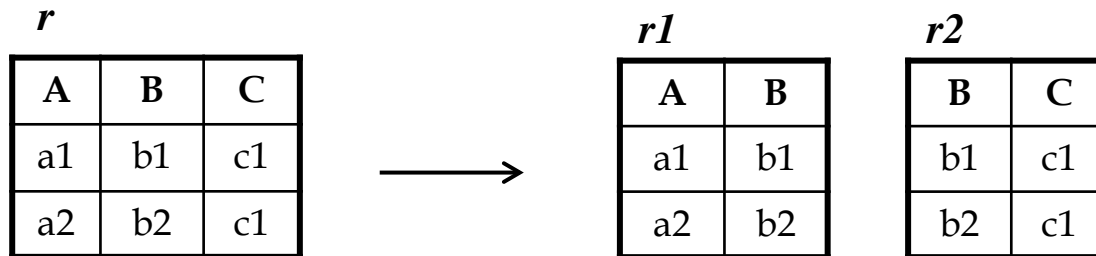 r r1 r2
A B C A B B C
a1 b1 c1 a1 b1 b1 c1
a2 b2 c1 a2 b2 b2 c1